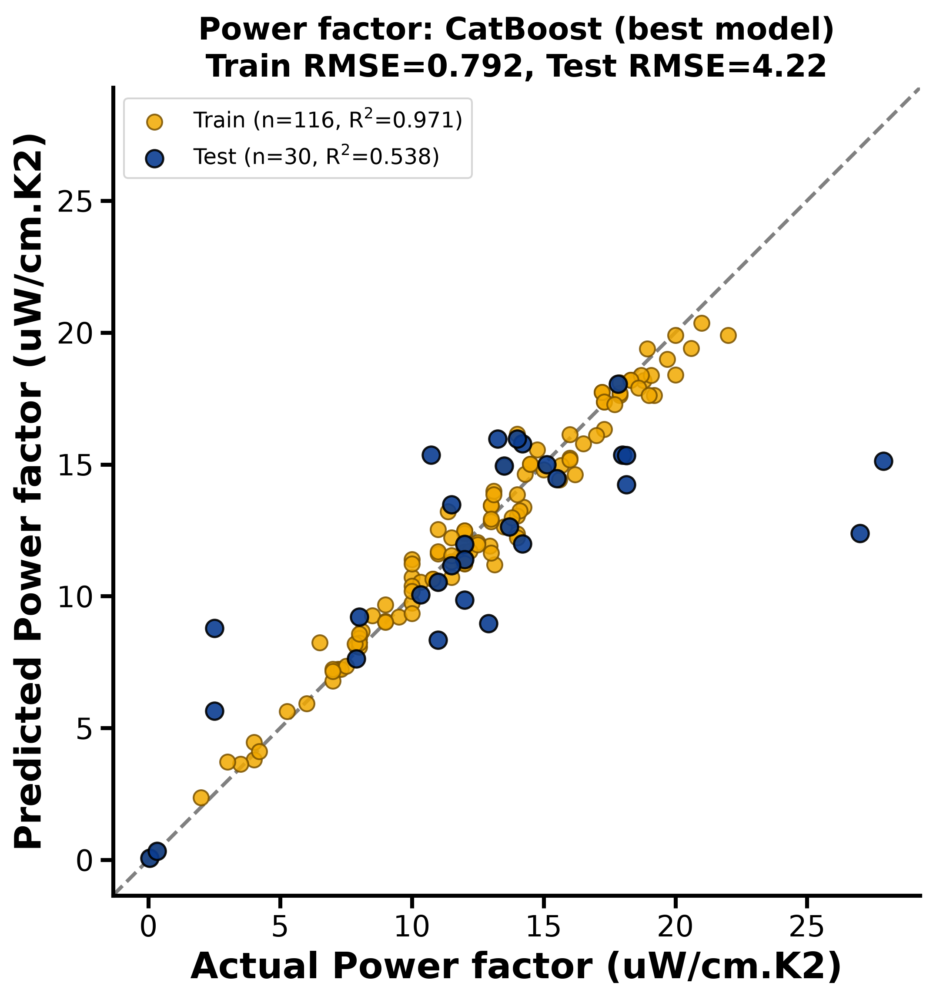 Power factor: CatBoost (best model)
Train RMSE=0.792, Test RMSE=4.22
Train (n=116, R²=0.971)
Test (n=30, R²=0.538)
Predicted Power factor (uW/cm.K2)
25
20
15
10
5
0
0 5 10 15 20 25
Actual Power factor (uW/cm.K2)